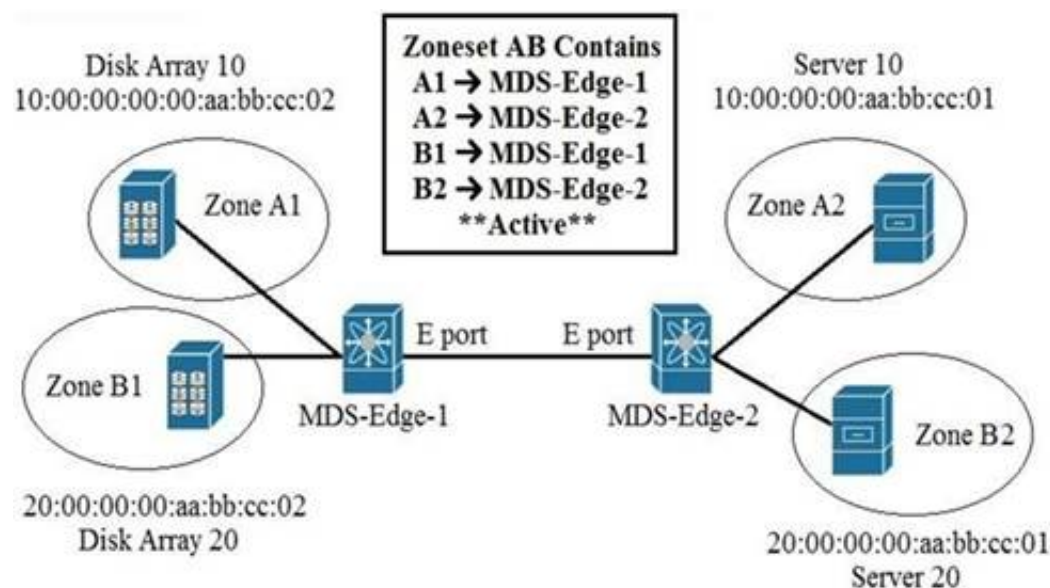 Zoneset AB Contains
A1 → MDS-Edge-1
A2 → MDS-Edge-2
B1 → MDS-Edge-1
B2 → MDS-Edge-2
**Active**
Disk Array 10
10:00:00:00:00:aa:bb:cc:02
Server 10
10:00:00:00:00:aa:bb:cc:01
Zone A1
Zone A2
E port
E port
Zone B1
MDS-Edge-1
MDS-Edge-2
Zone B2
20:00:00:00:aa:bb:cc:02
Disk Array 20
20:00:00:00:aa:bb:cc:01
Server 20